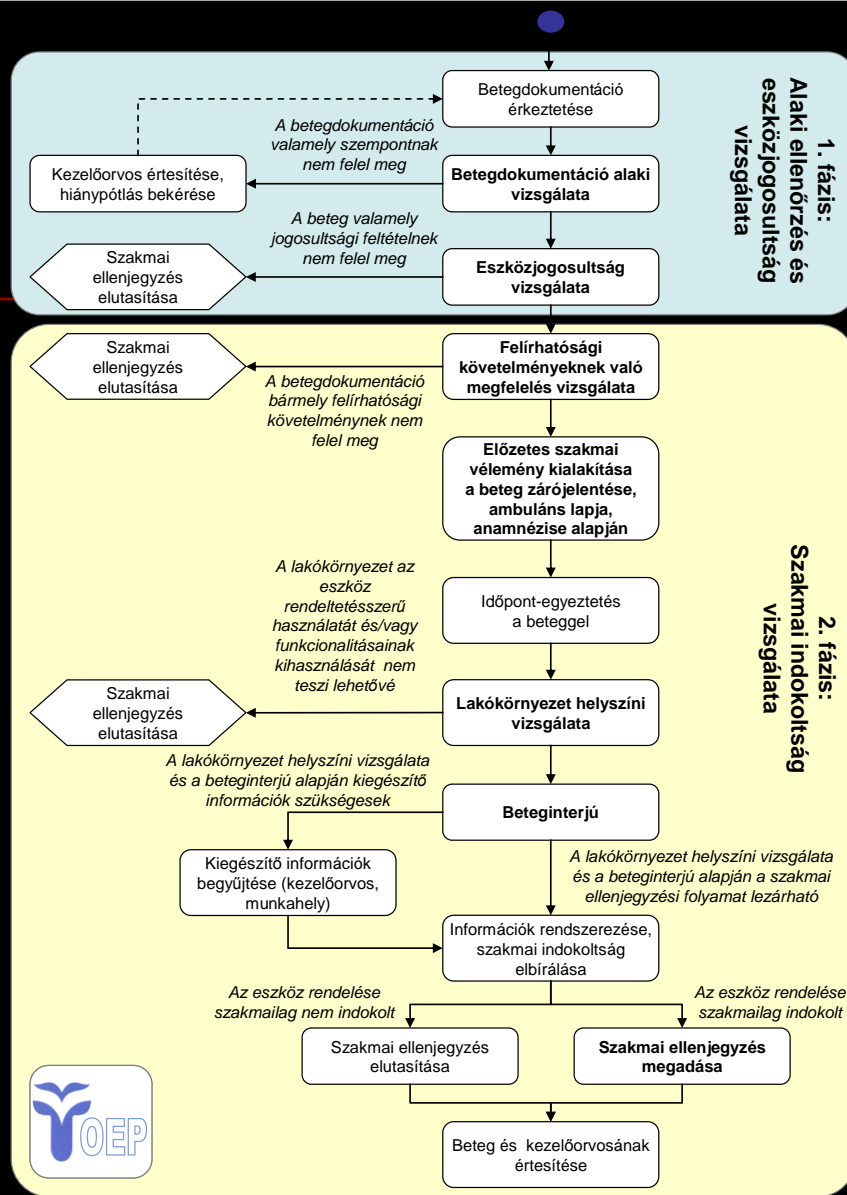 1. fázis:
Alaki ellenőrzés és
eszközjogosultság
vizsgálata
Betegdokumentáció
érkeztetése
A betegdokumentáció
valamely szempontnak
nem felel meg
Kezelőorvos értesítése,
hiánypótlás bekérése
Betegdokumentáció alaki
vizsgálata
A beteg valamely
jogosultsági feltételnek
nem felel meg
Szakmai
ellenjegyzés
elutasítása
Eszközjogosultság
vizsgálata
2. fázis:
Szakmai indokoltság
vizsgálata
Szakmai
ellenjegyzés
elutasítása
Felírhatósági
követelményeknek való
megfelelés vizsgálata
A betegdokumentáció
bármely felírhatósági
követelménynek nem
felel meg
Előzetes szakmai
vélemény kialakítása
a beteg zárójelentése,
ambuláns lapja,
anamnézise alapján
A lakókörnyezet az
eszköz
rendeltetésszerű
használatát és/vagy
funkcionalitásainak
kihasználását nem
teszi lehetővé
Időpont-egyeztetés
a beteggel
Szakmai
ellenjegyzés
elutasítása
Lakókörnyezet helyszíni
vizsgálata
A lakókörnyezet helyszíni vizsgálata
és a beteginterjú alapján kiegészítő
információk szükségesek
Beteginterjú
Kiegészítő információk
begyűjtése (kezelőorvos,
munkahely)
A lakókörnyezet helyszíni vizsgálata
és a beteginterjú alapján a szakmai
ellenjegyzési folyamat lezárható
Információk rendszerezése,
szakmai indokoltság
elbírálása
Az eszköz rendelése
szakmailag nem indokolt
Az eszköz rendelése
szakmailag indokolt
Szakmai ellenjegyzés
elutasítása
Szakmai ellenjegyzés
megadása
Beteg és kezelőorvosának
értesítése
OEP